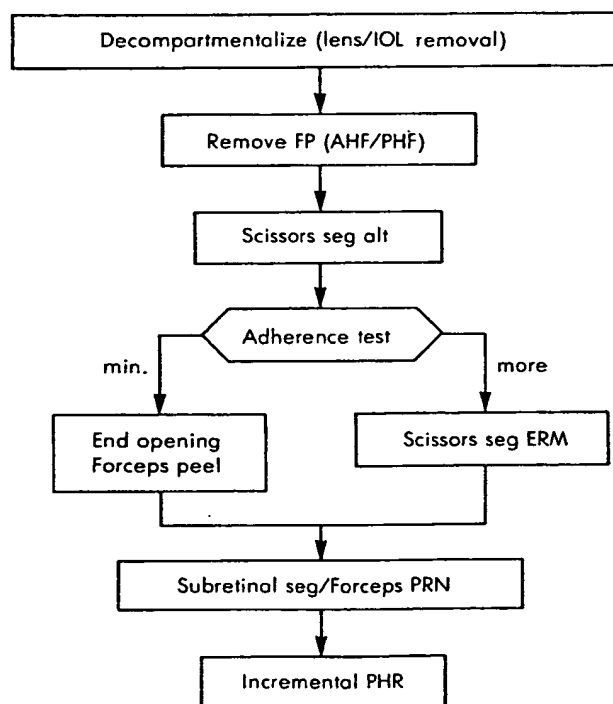 Decompartmentalize (lens/IOL removal)
Remove FP (AHF/PHF)
Scissors seg alt
Adherence test
min.
more
End opening
Forceps peel
Scissors seg ERM
Subretinal seg/Forceps PRN
Incremental PHR